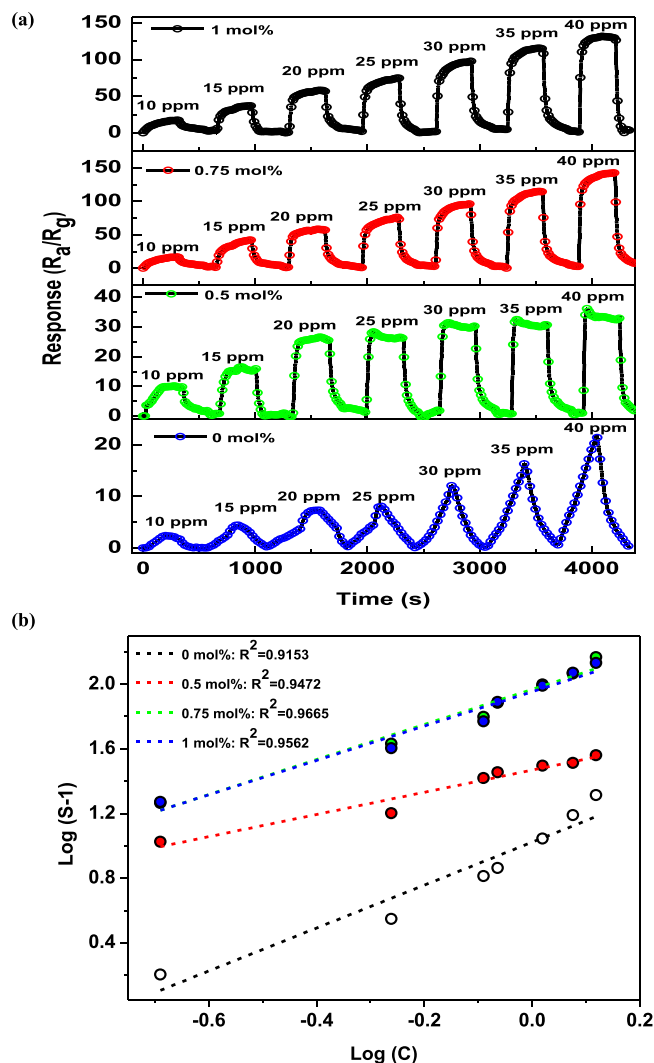 (a)
150
100
50
0
1 mol%
10 ppm
15 ppm
20 ppm
25 ppm
30 ppm
35 ppm
40 ppm
150
100
50
0
0.75 mol%
10 ppm
15 ppm
20 ppm
25 ppm
30 ppm
35 ppm
40 ppm
40
30
20
10
0
0.5 mol%
10 ppm
15 ppm
20 ppm
25 ppm
30 ppm
35 ppm
40 ppm
20
10
0
0 mol%
10 ppm
15 ppm
20 ppm
25 ppm
30 ppm
35 ppm
40 ppm
Response (Ra/Rg)
0 1000 2000 3000 4000
Time (s)
(b)
0 mol%: R2=0.9153
0.5 mol%: R2=0.9472
0.75 mol%: R2=0.9665
1 mol%: R2=0.9562
2.0
1.6
1.2
0.8
0.4
Log (S-1)
-0.6 -0.4 -0.2 0.0 0.2
Log (C)